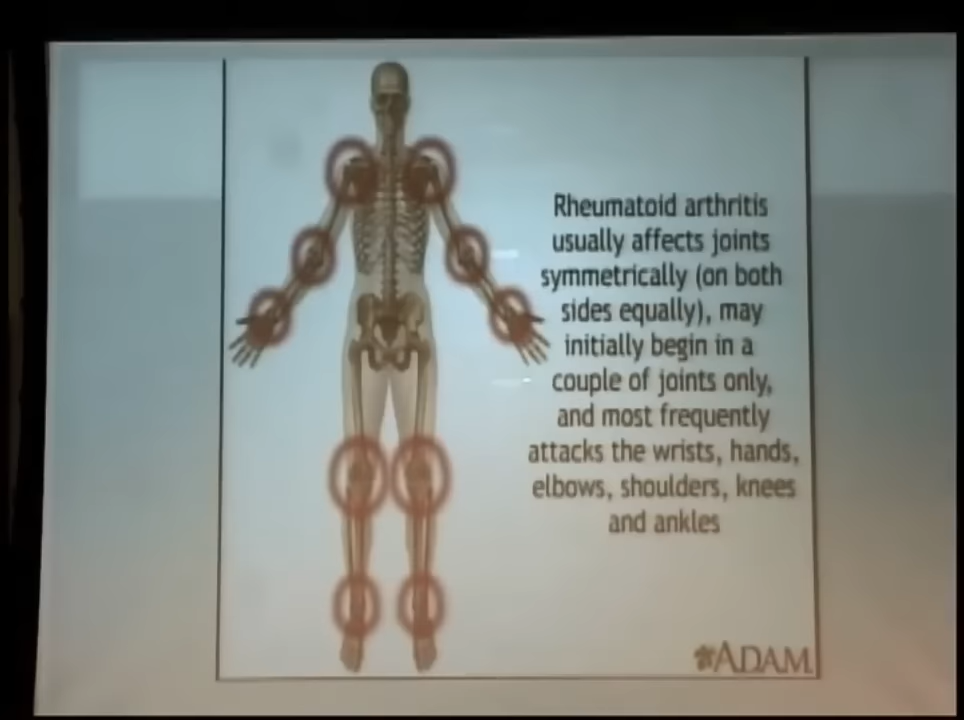 Rheumatoid arthritis
usually affects joints
symmetrically (on both
sides equally), may
initially begin in a
couple of joints only,
and most frequently
attacks the wrists, hands,
elbows, shoulders, knees
and ankles
ADAM